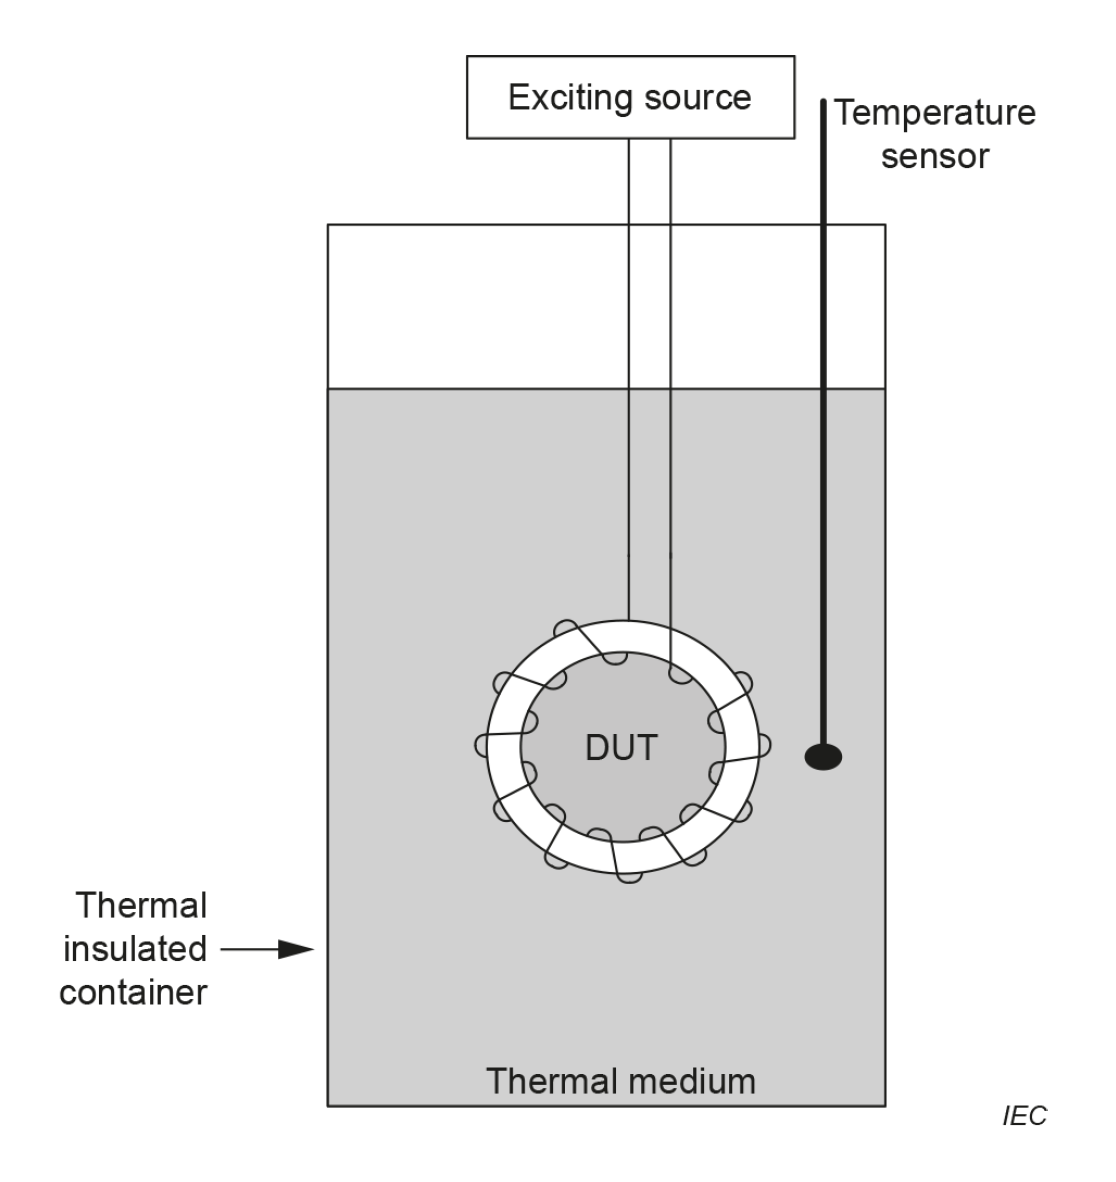 Exciting source
Temperature
sensor
DUT
Thermal
insulated
container
Thermal medium
IEC